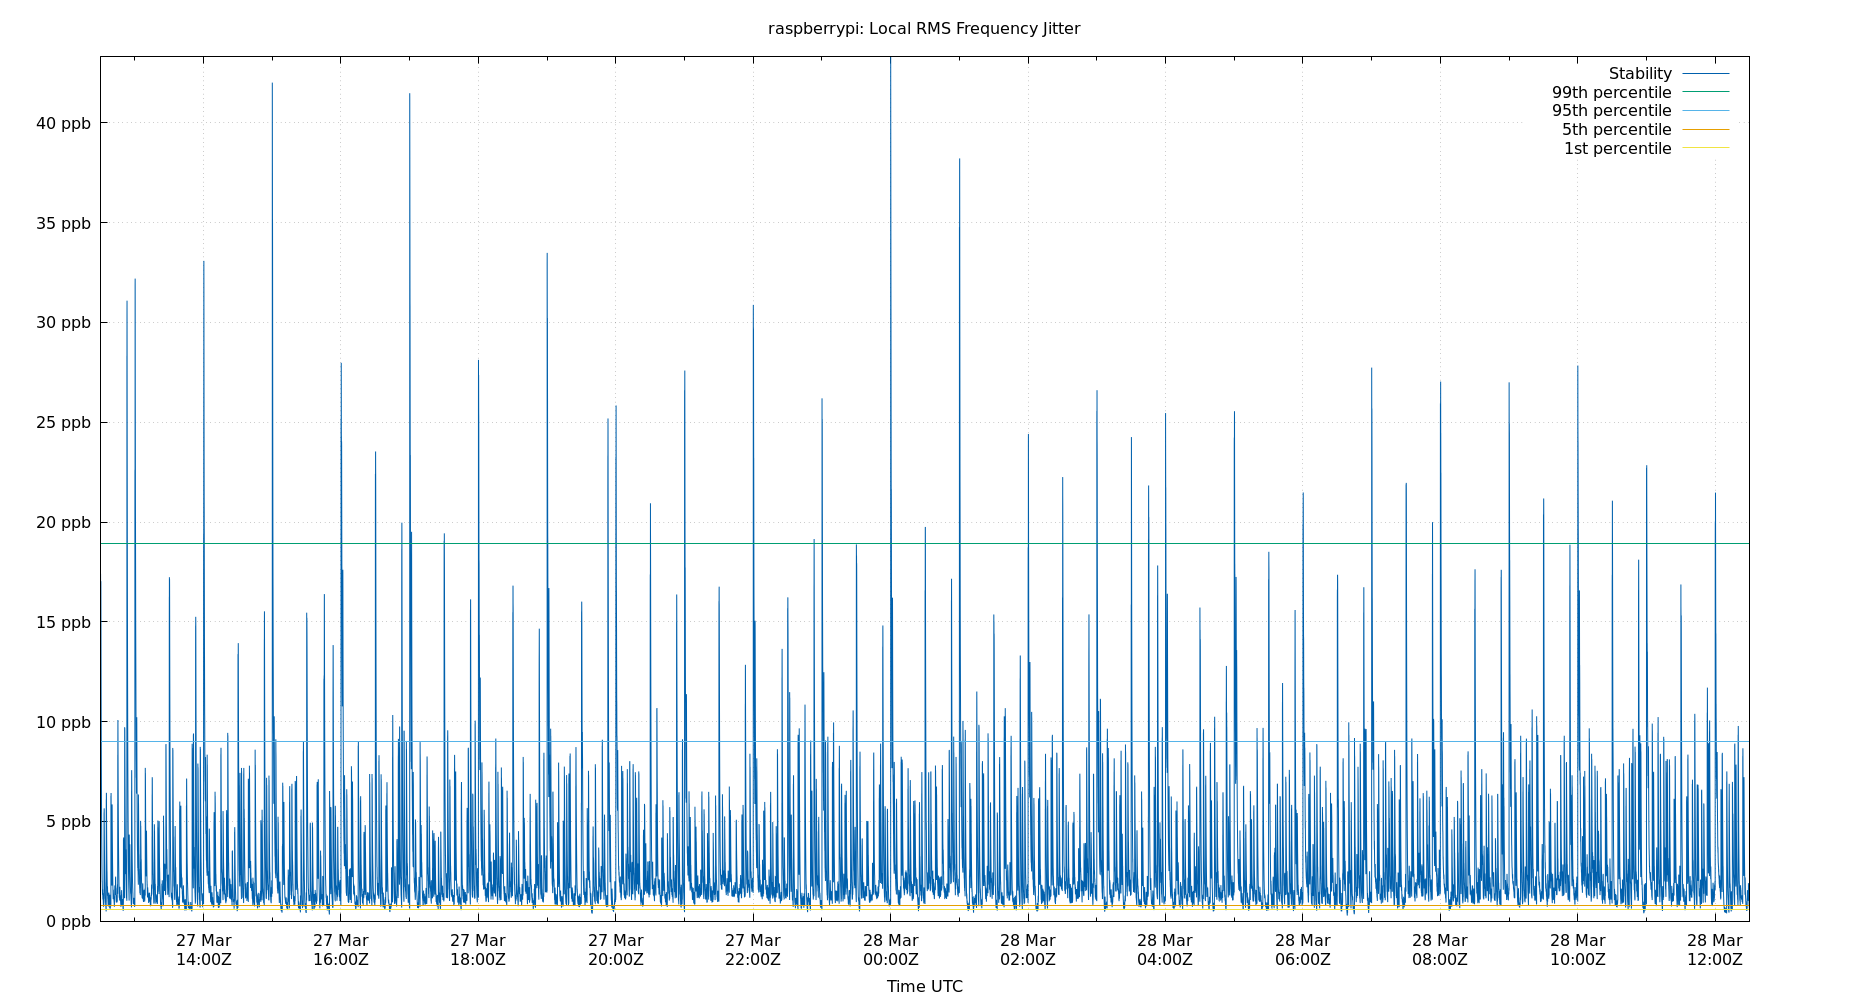 raspberrypi: Local RMS Frequency Jitter
Stability
99th percentile
95th percentile
5th percentile
1st percentile
40 ppb
35 ppb
30 ppb
25 ppb
20 ppb
15 ppb
10 ppb
5 ppb
0 ppb
27 Mar 27 Mar 27 Mar 27 Mar 27 Mar 28 Mar 28 Mar 28 Mar 28 Mar 28 Mar 28 Mar 28 Mar
14:00Z 16:00Z 18:00Z 20:00Z 22:00Z 00:00Z 02:00Z 04:00Z 06:00Z 08:00Z 10:00Z 12:00Z
Time UTC